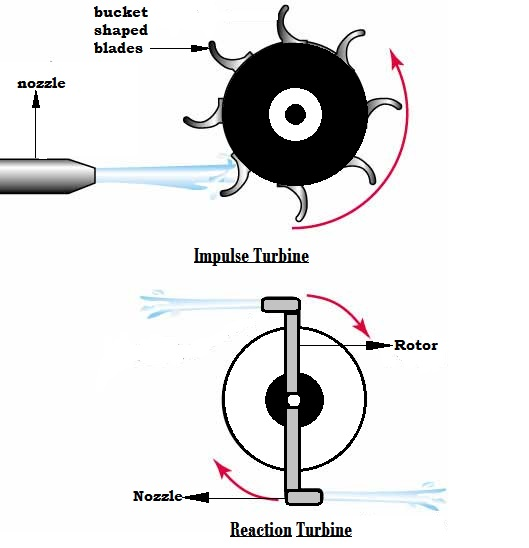 bucket
shaped
blades
nozzle
Impulse Turbine
Rotor
Nozzle
Reaction Turbine